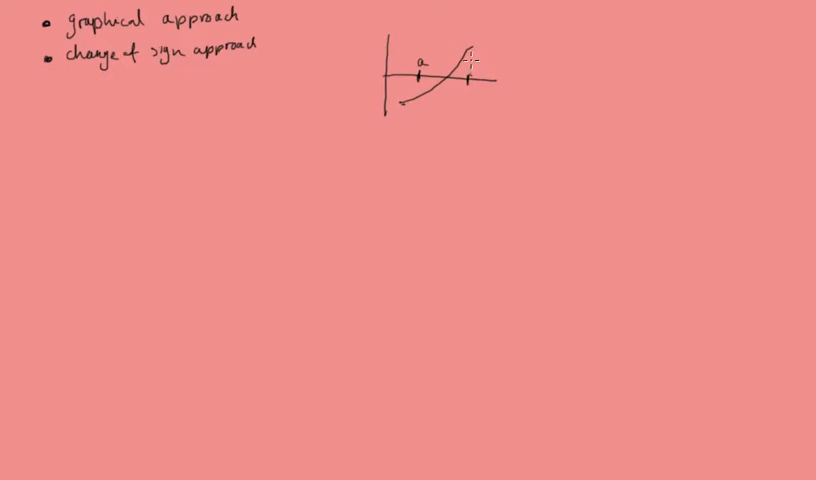 • graphical approach
• change of sign approach
a